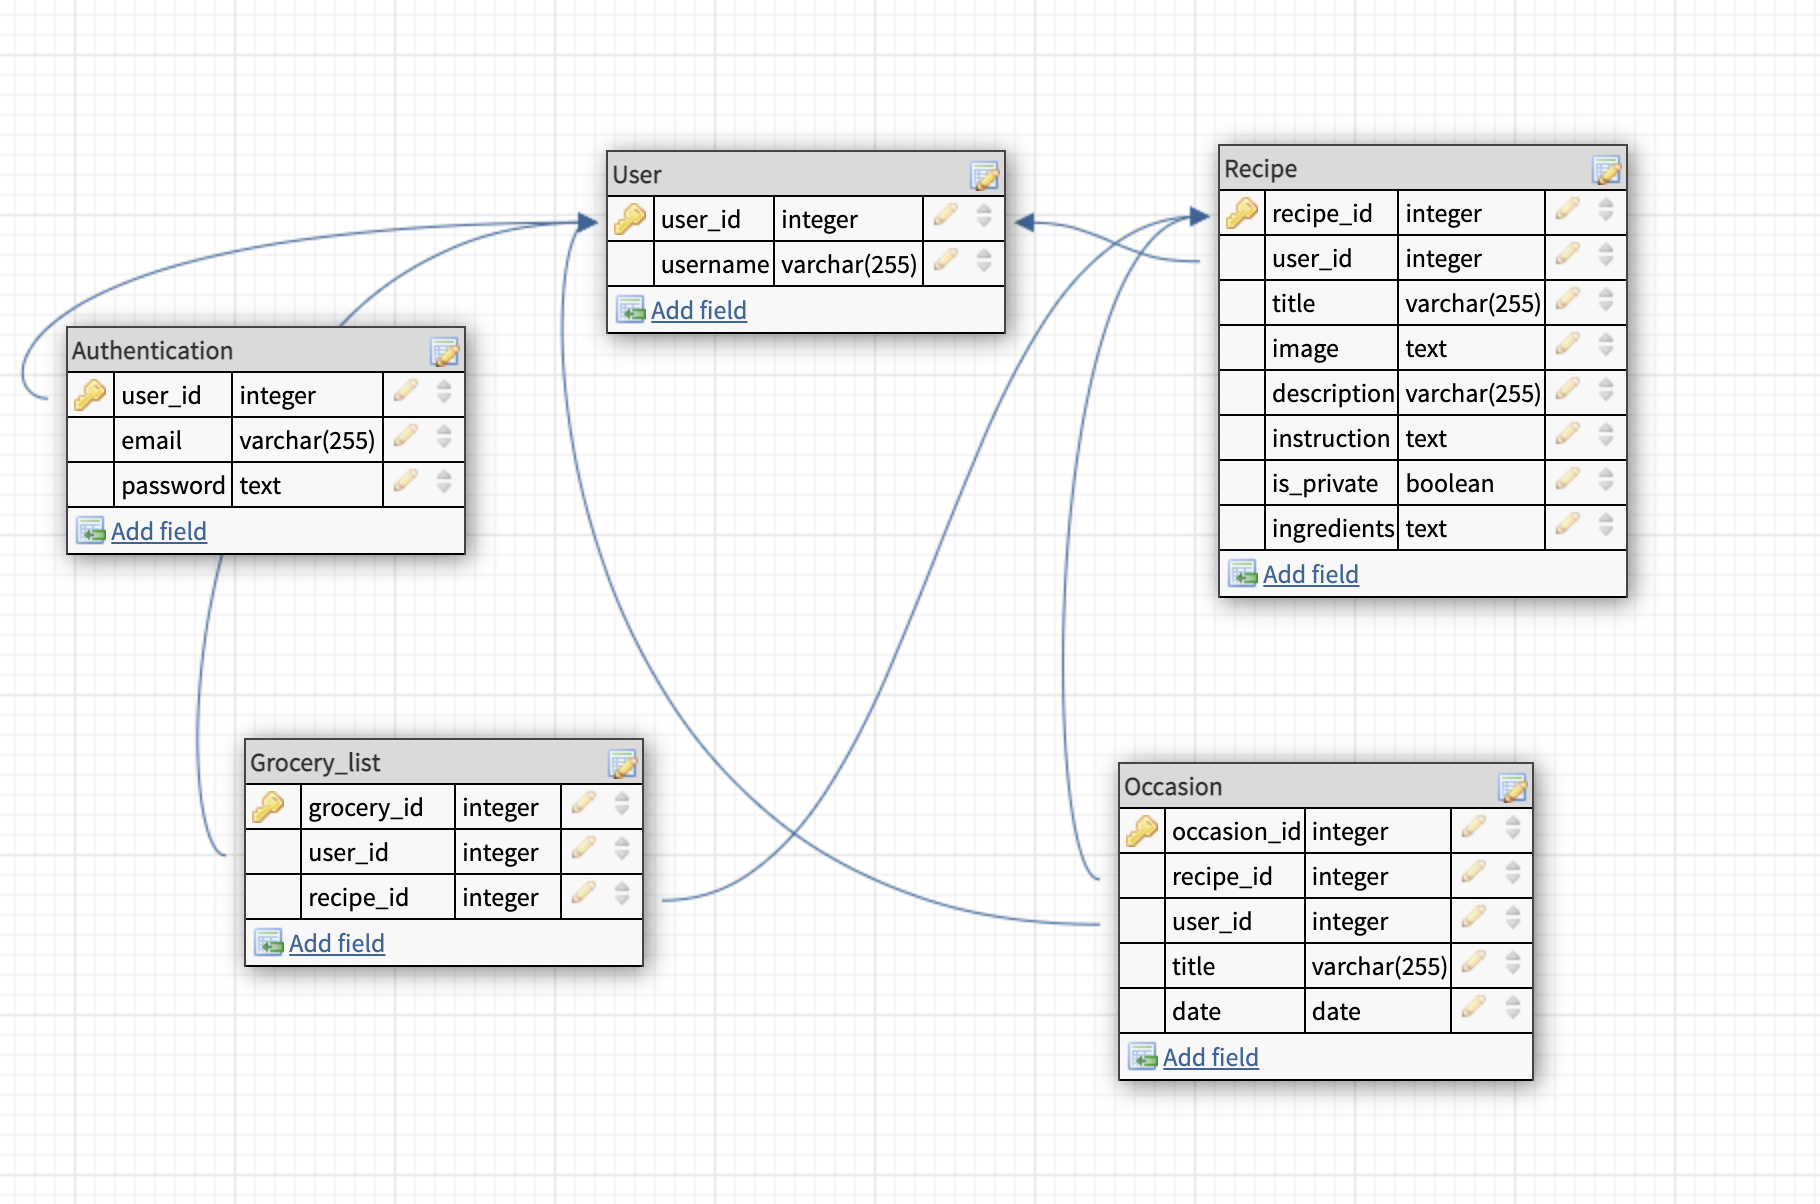 User
user_id integer
username varchar(255)
Add field
Recipe
recipe_id integer
user_id integer
title varchar(255)
image text
description varchar(255)
instruction text
is_private boolean
ingredients text
Add field
Authentication
user_id integer
email varchar(255)
password text
Add field
Grocery_list
grocery_id integer
user_id integer
recipe_id integer
Add field
Occasion
occasion_id integer
recipe_id integer
user_id integer
title varchar(255)
date date
Add field